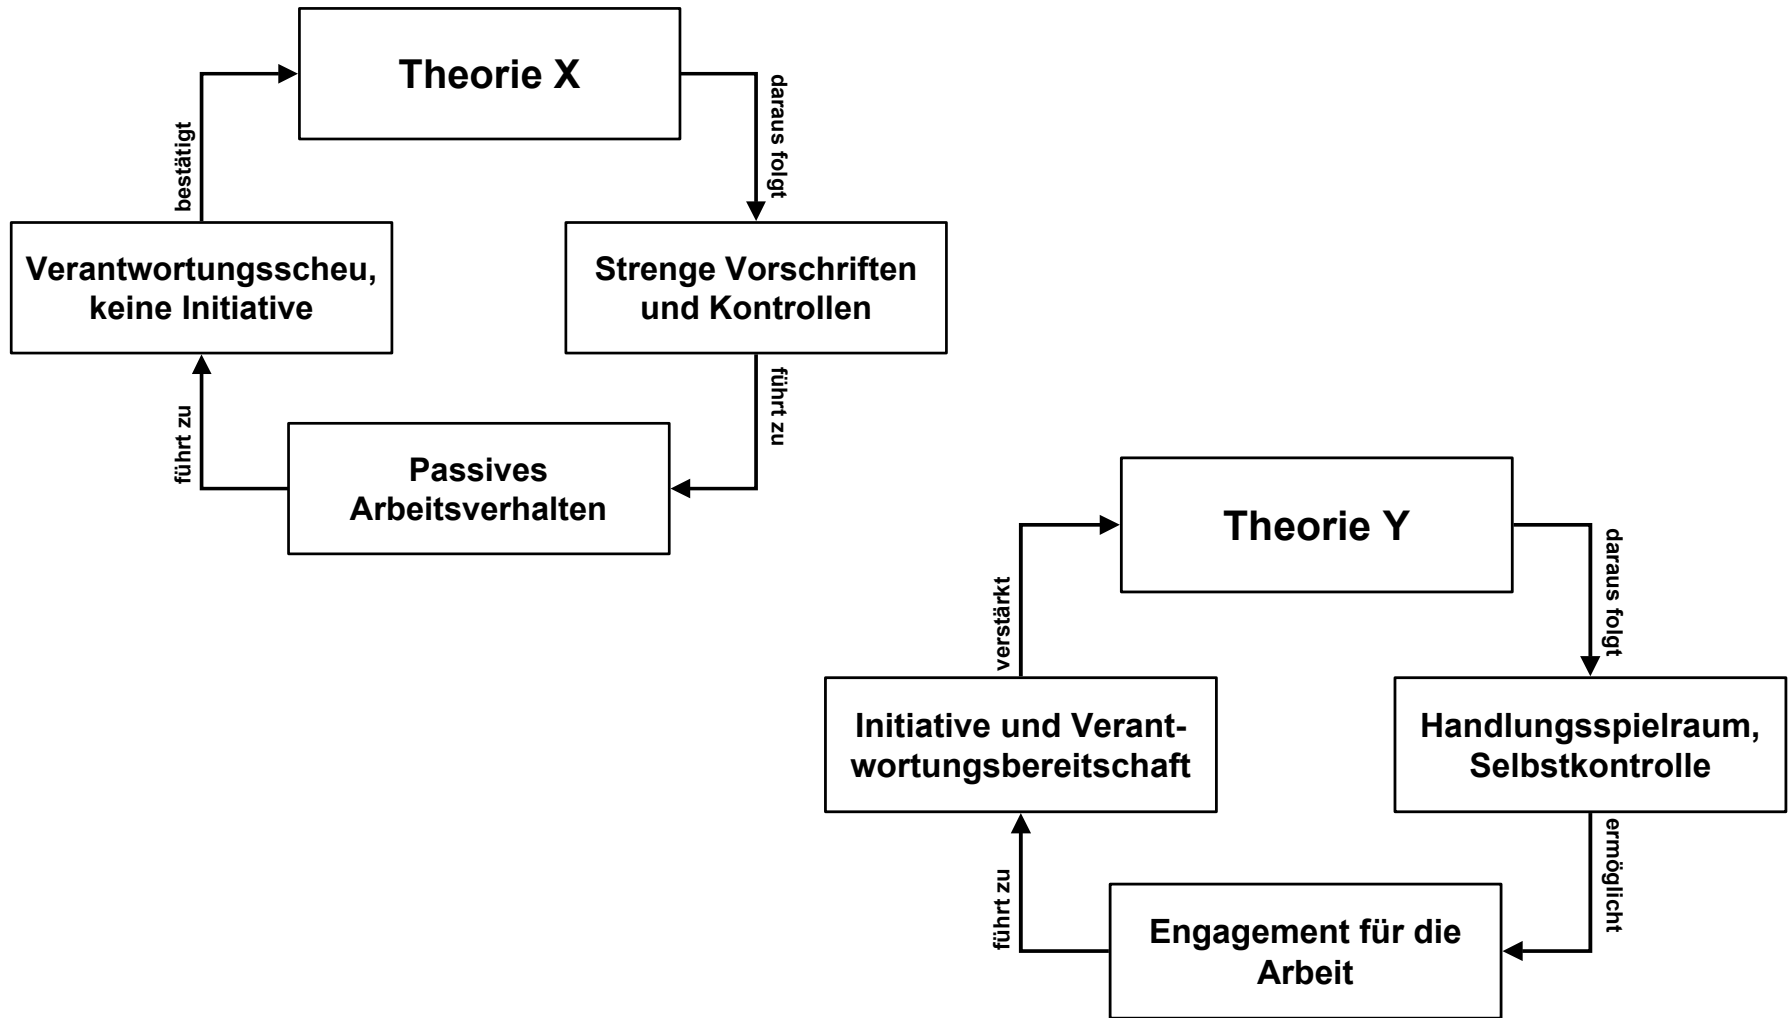 Theorie X
daraus folgt
Strenge Vorschriften
und Kontrollen
führt zu
Passives
Arbeitsverhalten
führt zu
Verantwortungsscheu,
keine Initiative
bestätigt
Theorie Y
daraus folgt
Handlungsspielraum,
Selbstkontrolle
ermöglicht
Engagement für die
Arbeit
führt zu
Initiative und Verant-
wortungsbereitschaft
verstärkt